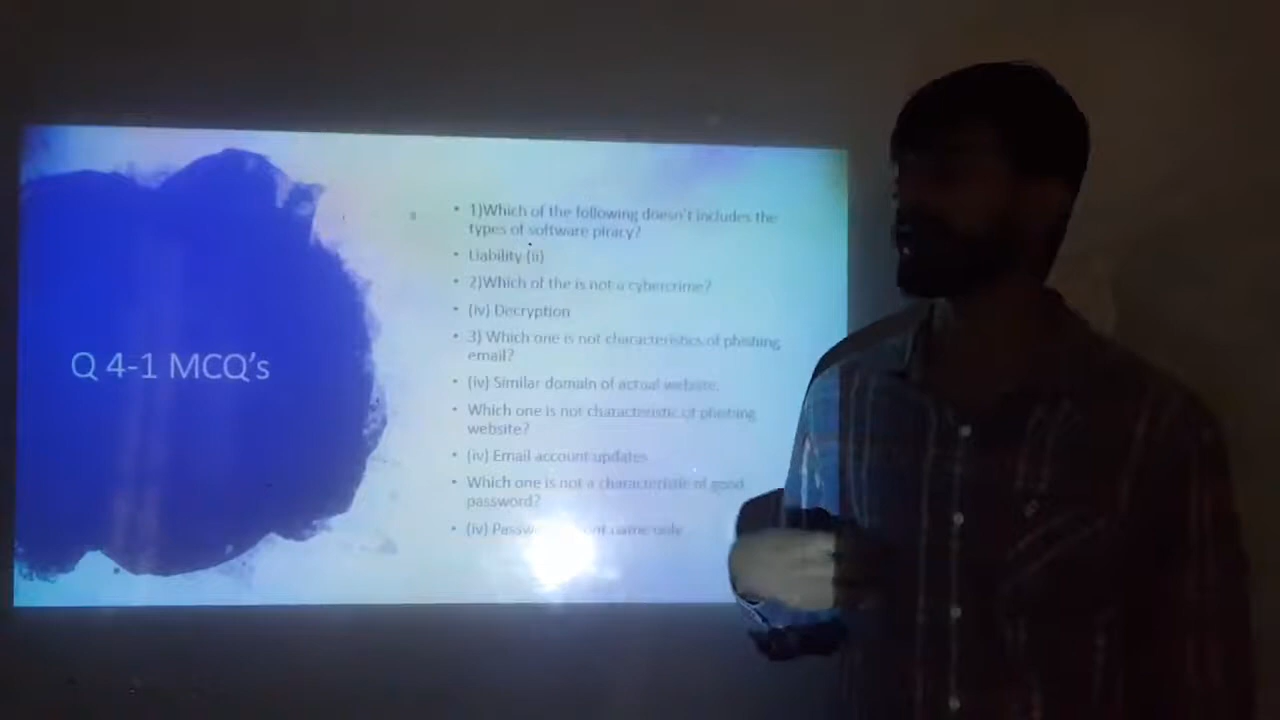 Q 4-1 MCQ's
• 1)Which of the following doesn't includes the
types of software piracy?
• Liability (ii)
• 2)Which of the is not a cybercrime?
• (iv) Decryption
• 3) Which one is not characteristics of phishing
email?
• (iv) Similar domain of actual website.
• Which one is not characteristic of phishing
website?
• (iv) Email account updates
• Which one is not a characteristic of good
password?
• (iv) name only